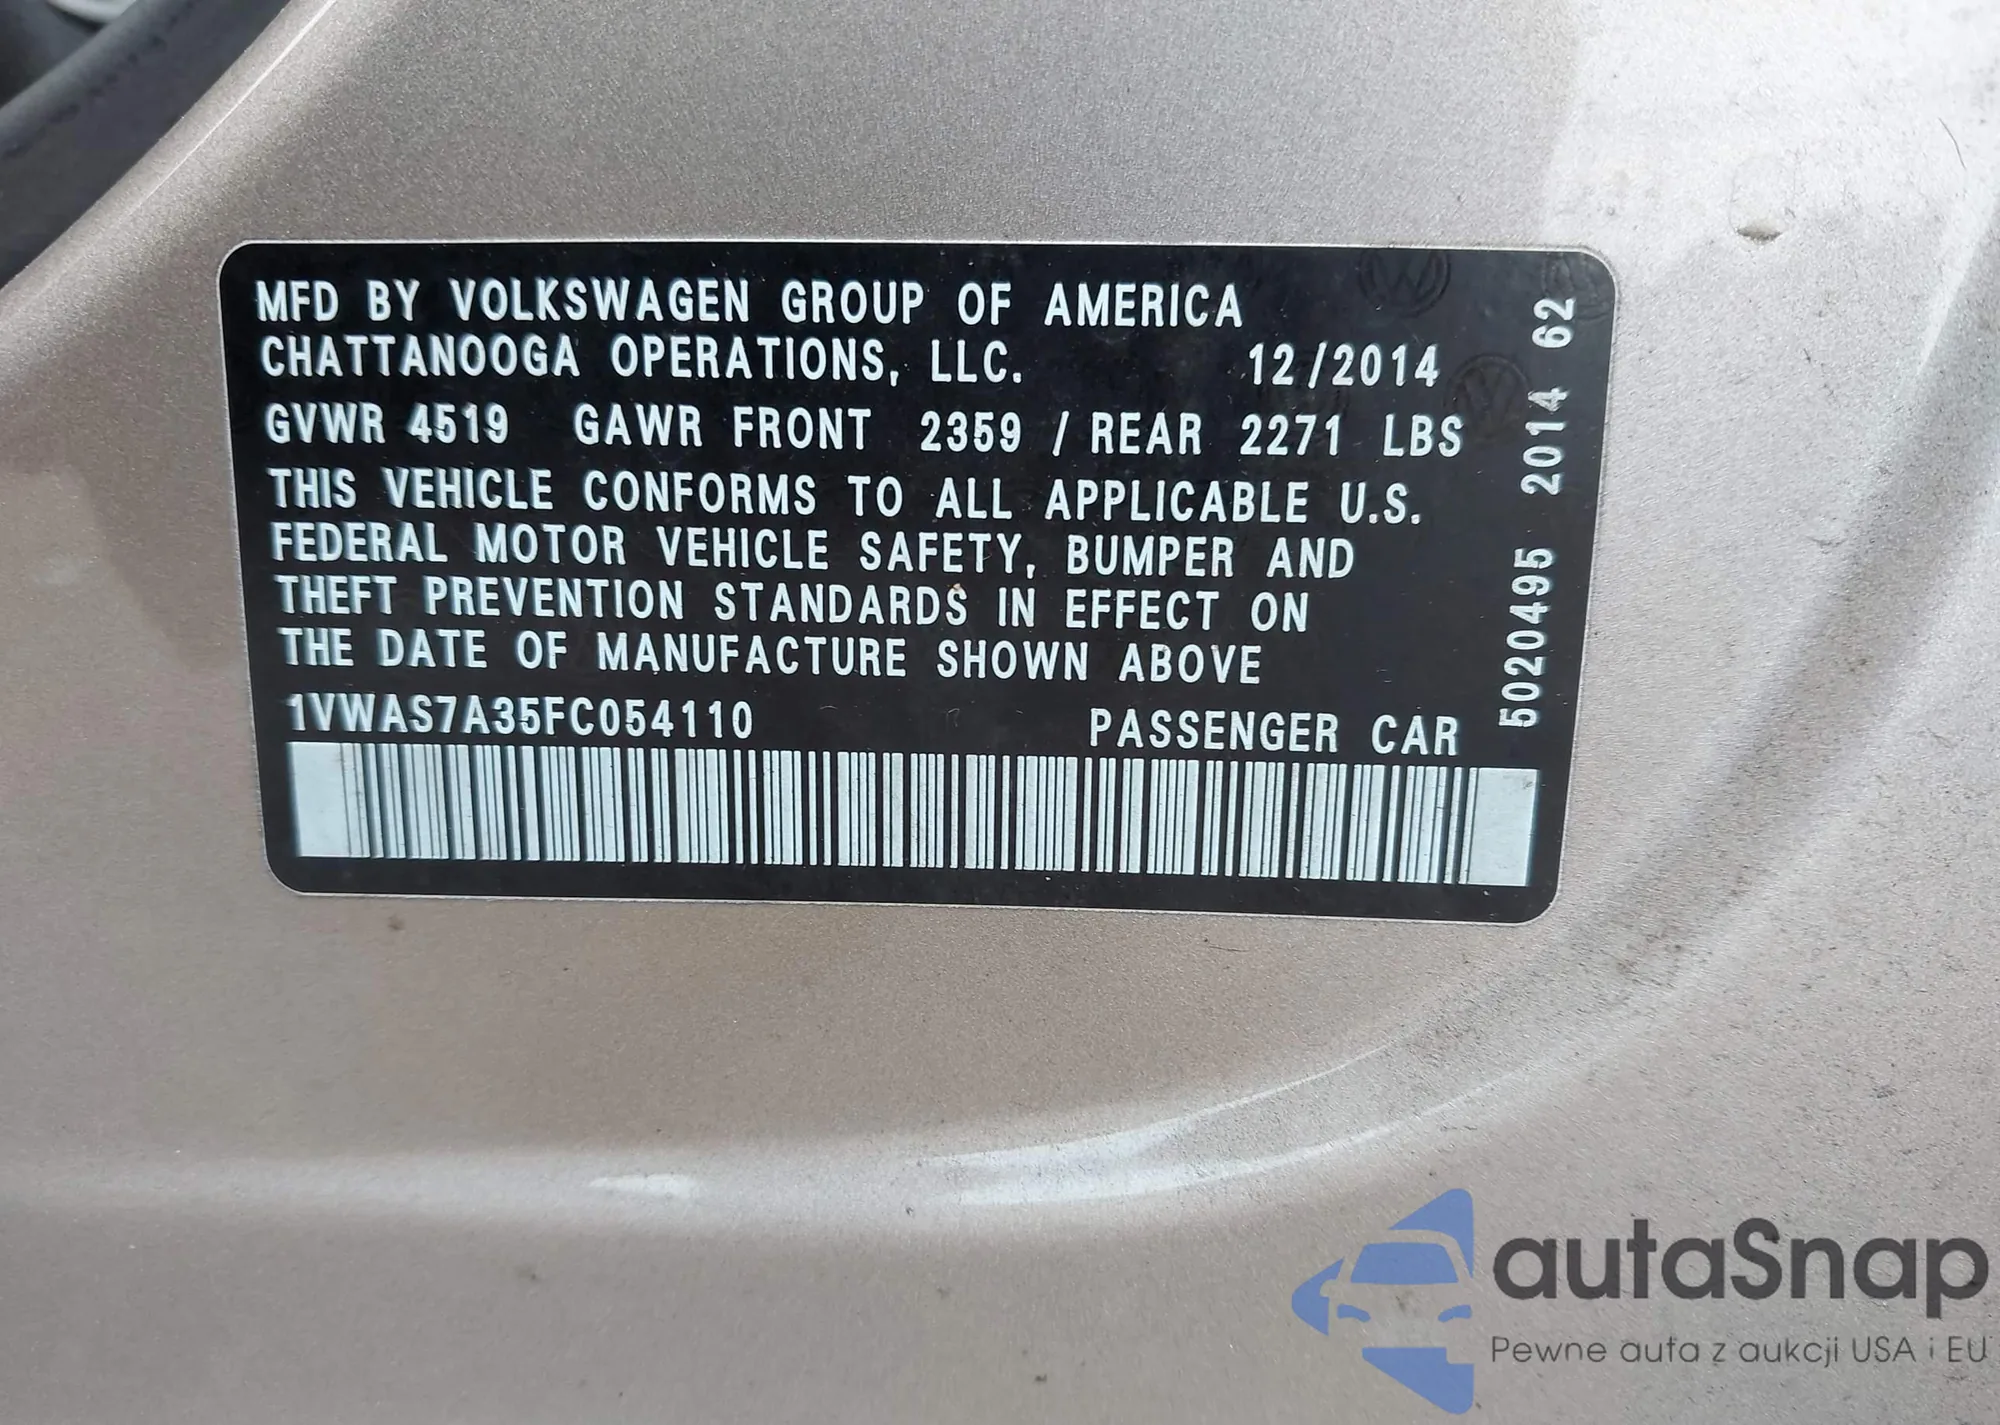 MFD BY VOLKSWAGEN GROUP OF AMERICA
CHATTANOOGA OPERATIONS, LLC. 12/2014
GVWR 4519 GAWR FRONT 2359 / REAR 2271 LBS
THIS VEHICLE CONFORMS TO ALL APPLICABLE U.S.
FEDERAL MOTOR VEHICLE SAFETY, BUMPER AND
THEFT PREVENTION STANDARDS IN EFFECT ON
THE DATE OF MANUFACTURE SHOWN ABOVE
1VWAS7A35FC054110 PASSENGER CAR
5020495 2014 62
autaSnap
Pewne auta z aukcji USA i EU